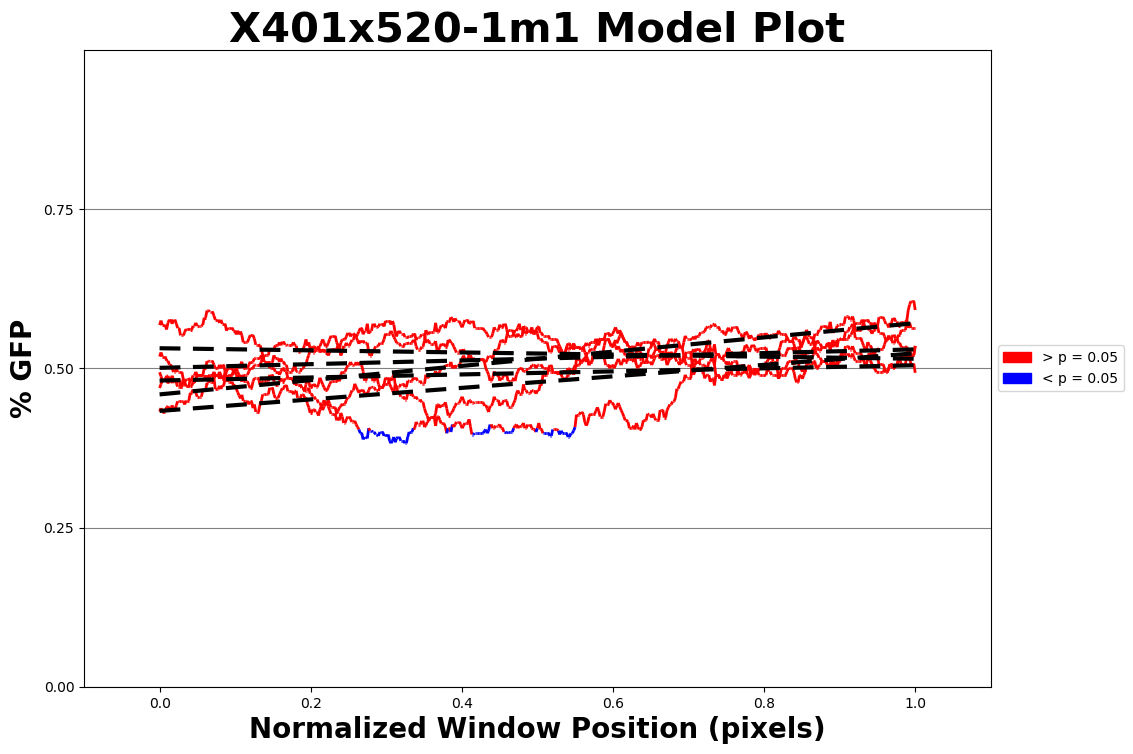 X401x520-1m1 Model Plot
% GFP
0.75
0.50
0.25
0.00
0.0 0.2 0.4 0.6 0.8 1.0
Normalized Window Position (pixels)
> p = 0.05
< p = 0.05